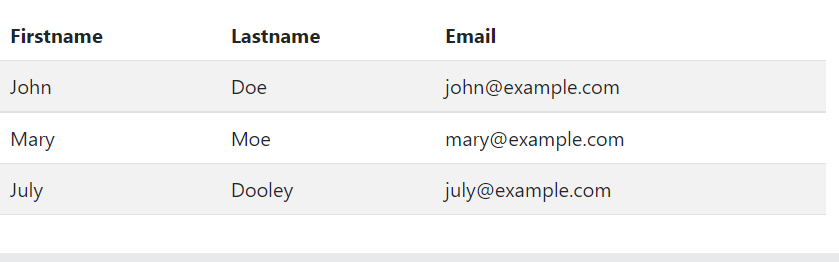 Firstname Lastname Email
John Doe john@example.com
Mary Moe mary@example.com
July Dooley july@example.com